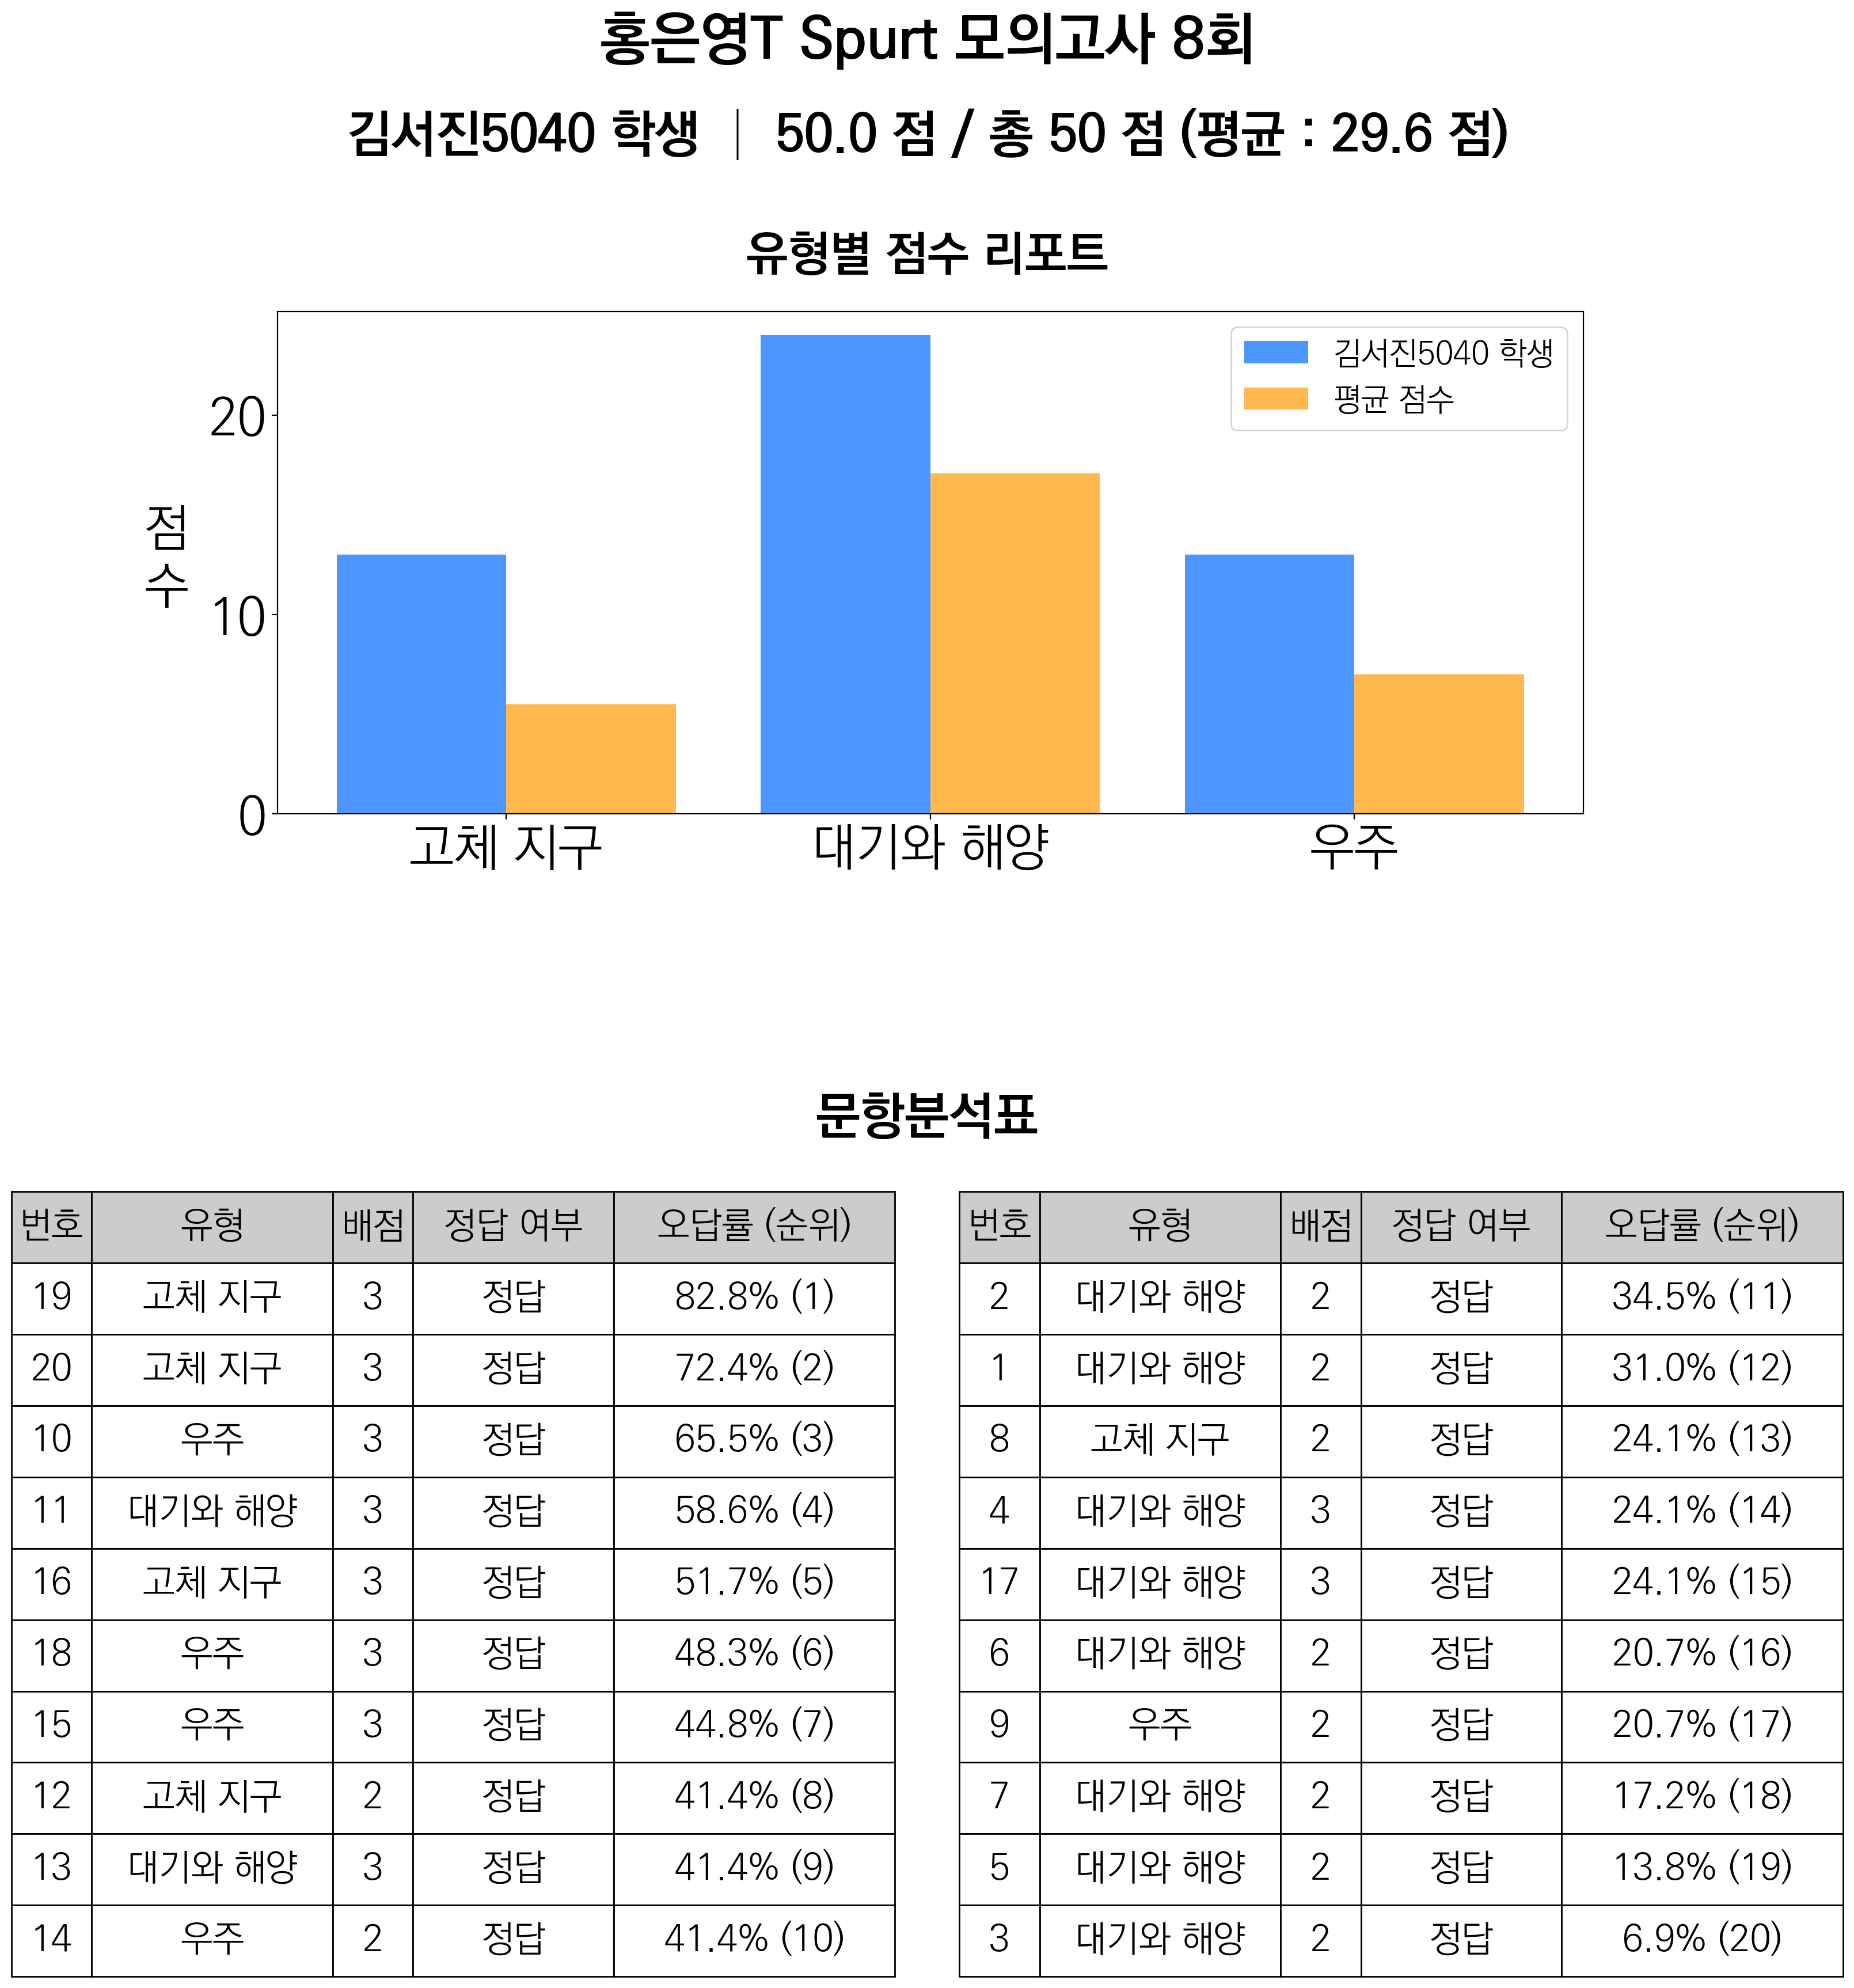 홍은영T Spurt 모의고사 8회
김서진5040 학생 | 50.0 점 / 총 50 점 (평균 : 29.6 점)
유형별 점수 리포트
김서진5040 학생
평균 점수
20
10
0
점
수
고체 지구 대기와 해양 우주
문항분석표
번호 유형 배점 정답 여부 오답률 (순위)
19 고체 지구 3 정답 82.8% (1)
20 고체 지구 3 정답 72.4% (2)
10 우주 3 정답 65.5% (3)
11 대기와 해양 3 정답 58.6% (4)
16 고체 지구 3 정답 51.7% (5)
18 우주 3 정답 48.3% (6)
15 우주 3 정답 44.8% (7)
12 고체 지구 2 정답 41.4% (8)
13 대기와 해양 3 정답 41.4% (9)
14 우주 2 정답 41.4% (10)
번호 유형 배점 정답 여부 오답률 (순위)
2 대기와 해양 2 정답 34.5% (11)
1 대기와 해양 2 정답 31.0% (12)
8 고체 지구 2 정답 24.1% (13)
4 대기와 해양 3 정답 24.1% (14)
17 대기와 해양 3 정답 24.1% (15)
6 대기와 해양 2 정답 20.7% (16)
9 우주 2 정답 20.7% (17)
7 대기와 해양 2 정답 17.2% (18)
5 대기와 해양 2 정답 13.8% (19)
3 대기와 해양 2 정답 6.9% (20)